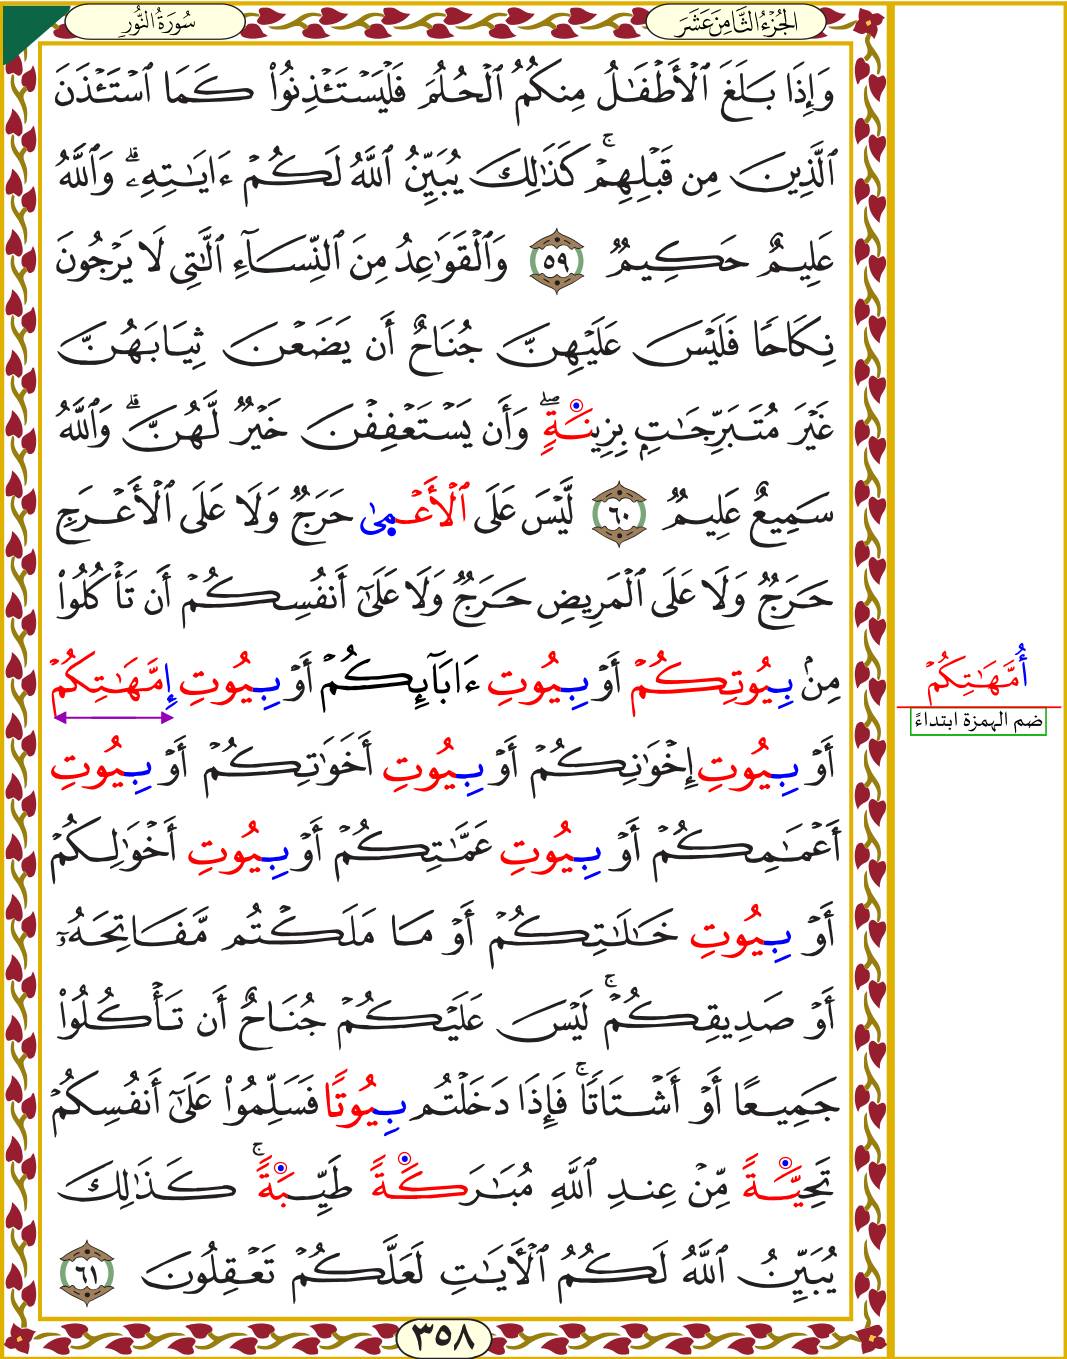 سُورَةُ النُّورِ
الجُزْءُ الثَّامِنَ عَشَرَ
وَإِذَا بَلَغَ ٱلْأَطْفَٰلُ مِنكُمُ ٱلْحُلُمَ فَلْيَسْتَـْٔذِنُوا۟ كَمَا ٱسْتَـْٔذَنَ
ٱلَّذِينَ مِن قَبْلِهِمْ ۚ كَذَٰلِكَ يُبَيِّنُ ٱللَّهُ لَكُمْ ءَايَٰتِهِۦ ۗ وَٱللَّهُ
عَلِيمٌ حَكِيمٌ ٥٩ وَٱلْقَوَٰعِدُ مِنَ ٱلنِّسَآءِ ٱلَّٰتِى لَا يَرْجُونَ
نِكَاحًا فَلَيْسَ عَلَيْهِنَّ جُنَاحٌ أَن يَضَعْنَ ثِيَابَهُنَّ
غَيْرَ مُتَبَرِّجَٰتٍۭ بِزِينَةٍ ۖ وَأَن يَسْتَعْفِفْنَ خَيْرٌ لَّهُنَّ ۗ وَٱللَّهُ
سَمِيعٌ عَلِيمٌ ٦٠ لَّيْسَ عَلَى ٱلْأَعْمٜىٰ حَرَجٌ وَلَا عَلَى ٱلْأَعْرَجِ
حَرَجٌ وَلَا عَلَى ٱلْمَرِيضِ حَرَجٌ وَلَا عَلَىٰٓ أَنفُسِكُمْ أَن تَأْكُلُوا۟
مِنۢ بِيُوتِكُمْ أَوْ بِيُوتِ ءَابَآئِكُمْ أَوْ بِيُوتِ إِمَّهَٰتِكُمْ
أَوْ بِيُوتِ إِخْوَٰنِكُمْ أَوْ بِيُوتِ أَخَوَٰتِكُمْ أَوْ بِيُوتِ
أَعْمَٰمِكُمْ أَوْ بِيُوتِ عَمَّٰتِكُمْ أَوْ بِيُوتِ أَخْوَٰلِكُمْ
أَوْ بِيُوتِ خَٰلَٰتِكُمْ أَوْ مَا مَلَكْتُم مَّفَاتِحَهُۥٓ
أَوْ صَدِيقِكُمْ ۚ لَيْسَ عَلَيْكُمْ جُنَاحٌ أَن تَأْكُلُوا۟
جَمِيعًا أَوْ أَشْتَاتًا ۚ فَإِذَا دَخَلْتُم بِيُوتًا فَسَلِّمُوا۟ عَلَىٰٓ أَنفُسِكُمْ
تَحِيَّةً مِّنْ عِندِ ٱللَّهِ مُبَٰرَكَةً طَيِّبَةً ۚ كَذَٰلِكَ
يُبَيِّنُ ٱللَّهُ لَكُمُ ٱلْـَٔايَٰتِ لَعَلَّكُمْ تَعْقِلُونَ ٦١
أُمَّهَٰتِكُمْ
ضم الهمزة ابتداءً
٣٥٨